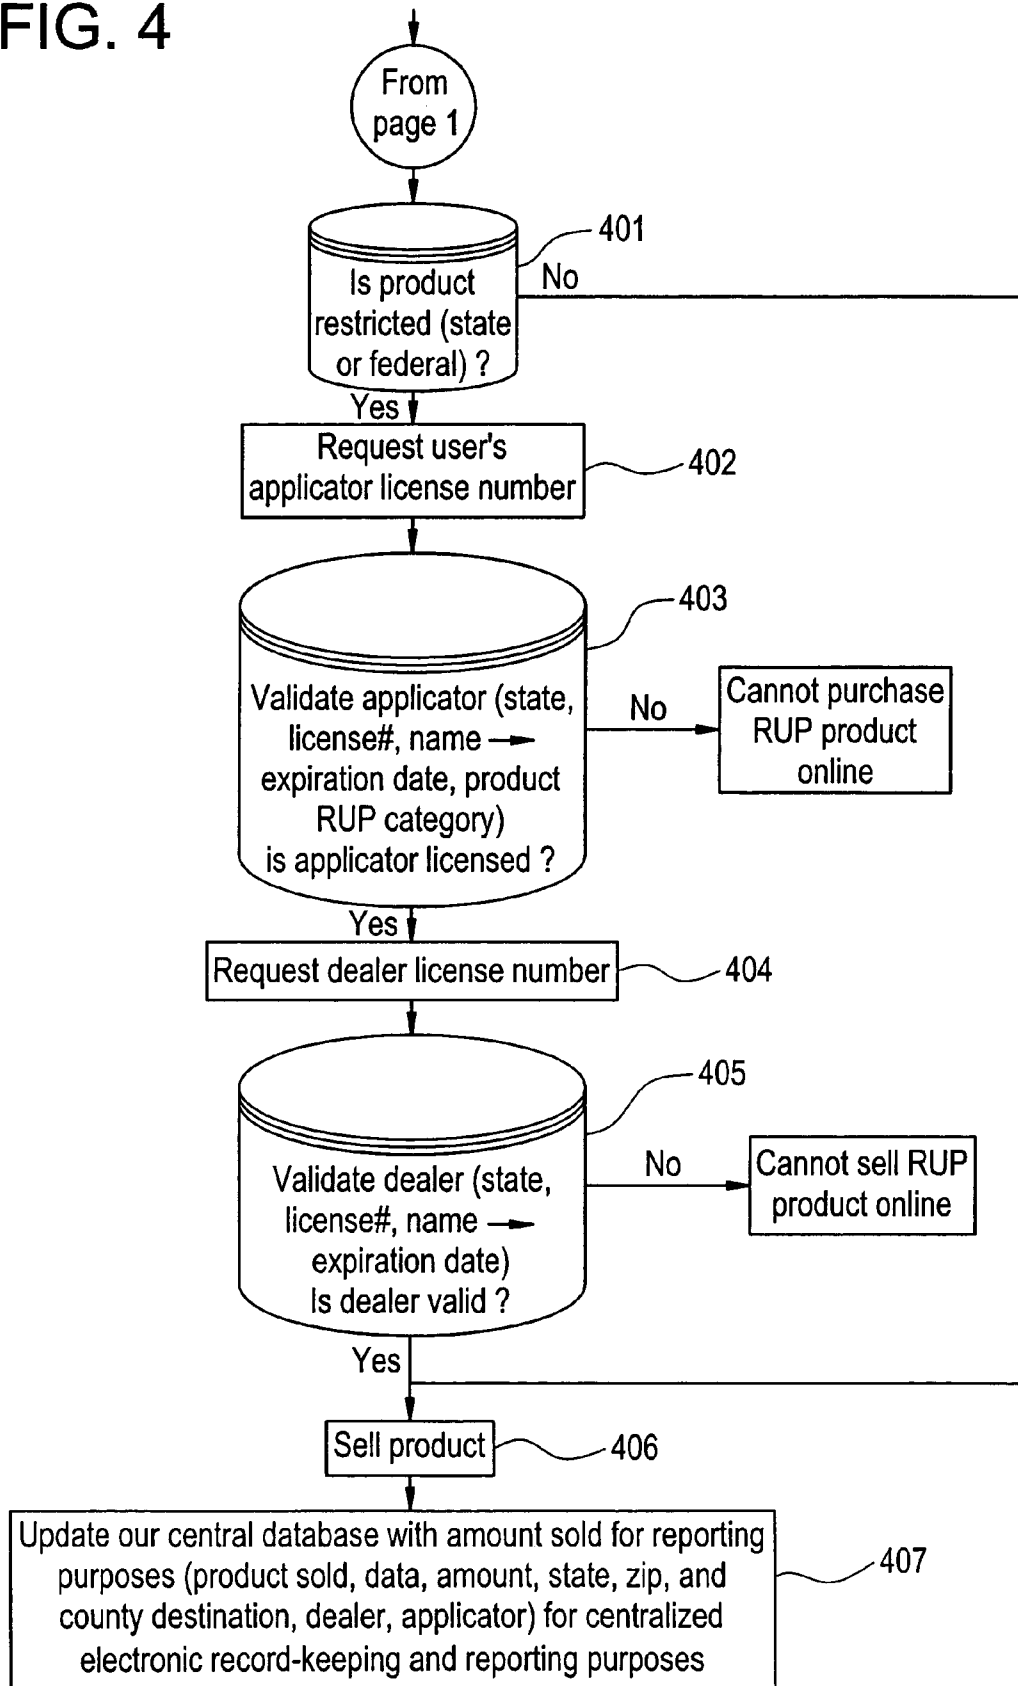 FIG. 4
From
page 1
401
Is product
restricted (state
or federal) ?
No
Yes
Request user's
applicator license number
402
403
Validate applicator (state,
license#, name →
expiration date, product
RUP category)
is applicator licensed ?
No
Cannot purchase
RUP product
online
Yes
Request dealer license number
404
405
Validate dealer (state,
license#, name →
expiration date)
Is dealer valid ?
No
Cannot sell RUP
product online
Yes
Sell product
406
Update our central database with amount sold for reporting
purposes (product sold, data, amount, state, zip, and
county destination, dealer, applicator) for centralized
electronic record-keeping and reporting purposes
407